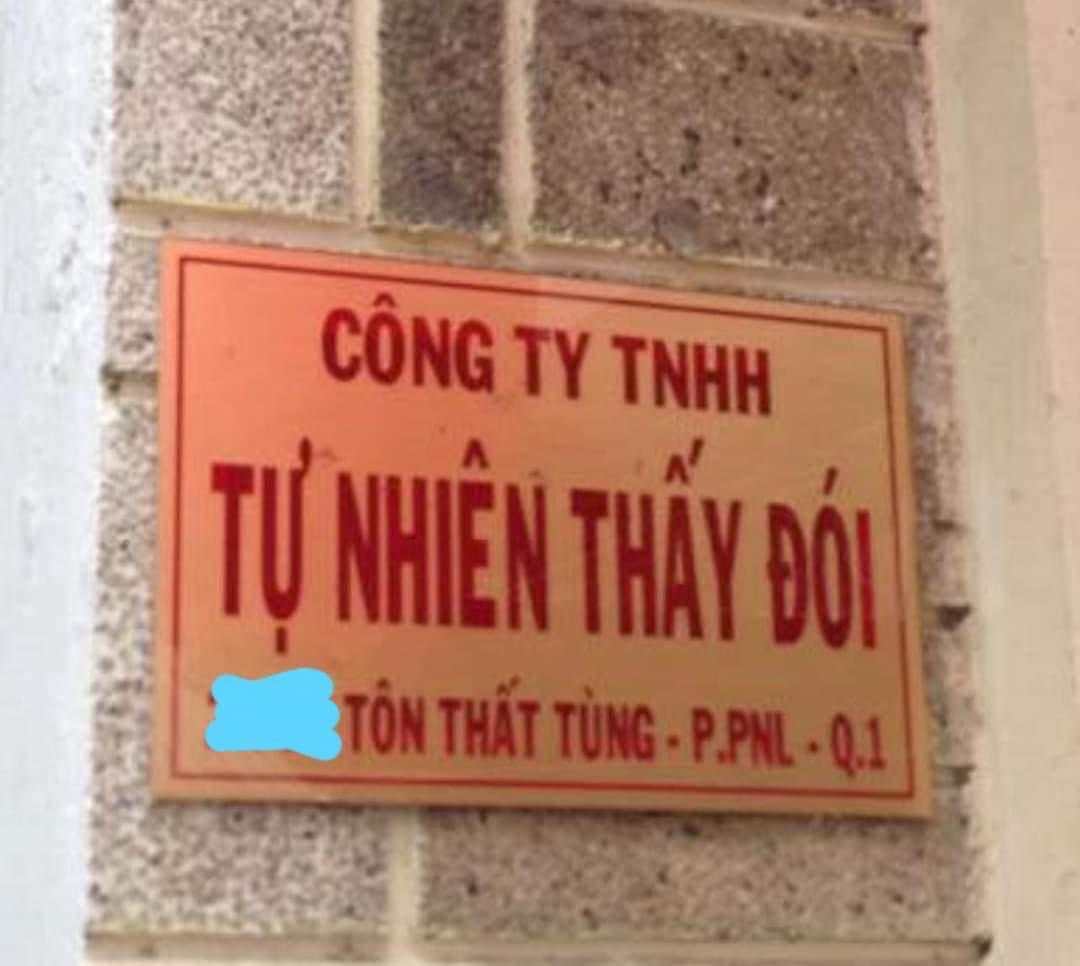 CÔNG TY TNHH
TỰ NHIÊN THẤY ĐÓI
TÔN THẤT TÙNG - P.PNL - Q.1